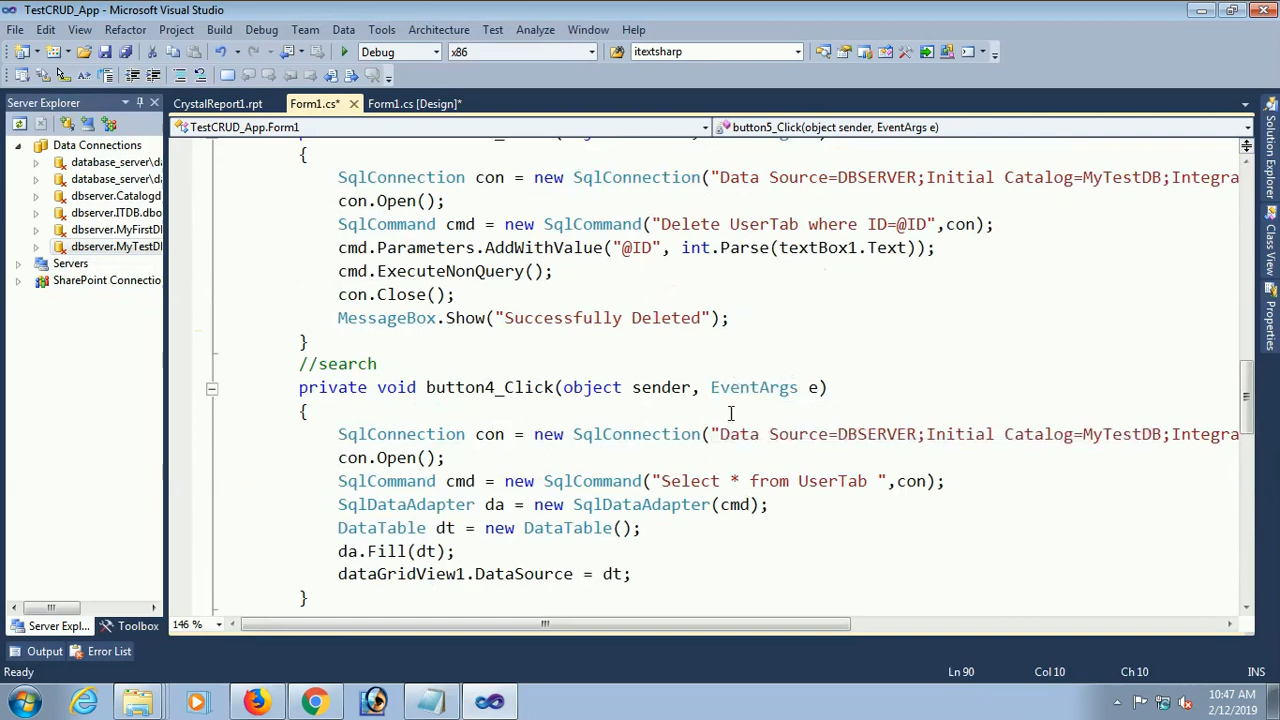 TestCRUD_App - Microsoft Visual Studio
File Edit View Refactor Project Build Debug Team Data Tools Architecture Test Analyze Window Help
Debug x86 itextsharp
Server Explorer
CrystalReport1.rpt Form1.cs* Form1.cs [Design]*
TestCRUD_App.Form1 button5_Click(object sender, EventArgs e)
Data Connections
database_server\da
database_server\da
dbserver.Catalogd
dbserver.ITDB.dbo
dbserver.MyFirstD
dbserver.MyTestD
Servers
SharePoint Connectio
{
SqlConnection con = new SqlConnection("Data Source=DBSERVER;Initial Catalog=MyTestDB;Integra
con.Open();
SqlCommand cmd = new SqlCommand("Delete UserTab where ID=@ID",con);
cmd.Parameters.AddWithValue("@ID", int.Parse(textBox1.Text));
cmd.ExecuteNonQuery();
con.Close();
MessageBox.Show("Successfully Deleted");
}
//search
private void button4_Click(object sender, EventArgs e)
{
SqlConnection con = new SqlConnection("Data Source=DBSERVER;Initial Catalog=MyTestDB;Integra
con.Open();
SqlCommand cmd = new SqlCommand("Select * from UserTab ",con);
SqlDataAdapter da = new SqlDataAdapter(cmd);
DataTable dt = new DataTable();
da.Fill(dt);
dataGridView1.DataSource = dt;
}
Solution Explorer
Class View
Properties
146 %
Server Expl... Toolbox
Output Error List
Ready Ln 90 Col 10 Ch 10 INS
10:47 AM
2/12/2019